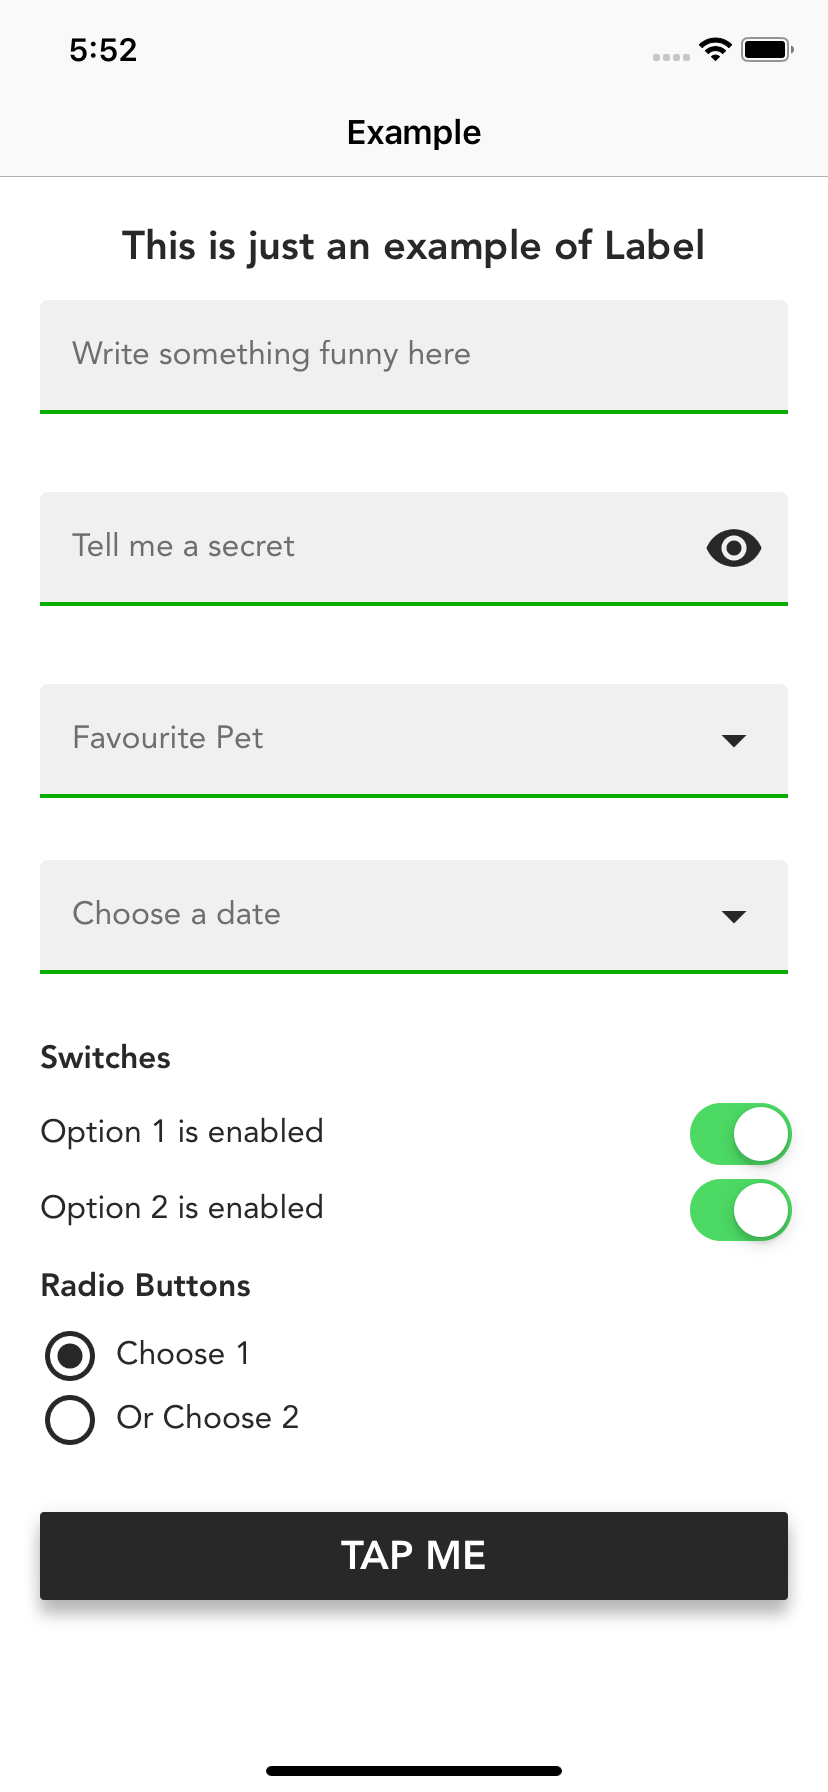 5:52
Example
This is just an example of Label
Write something funny here
Tell me a secret
Favourite Pet
Choose a date
Switches
Option 1 is enabled
Option 2 is enabled
Radio Buttons
Choose 1
Or Choose 2
TAP ME